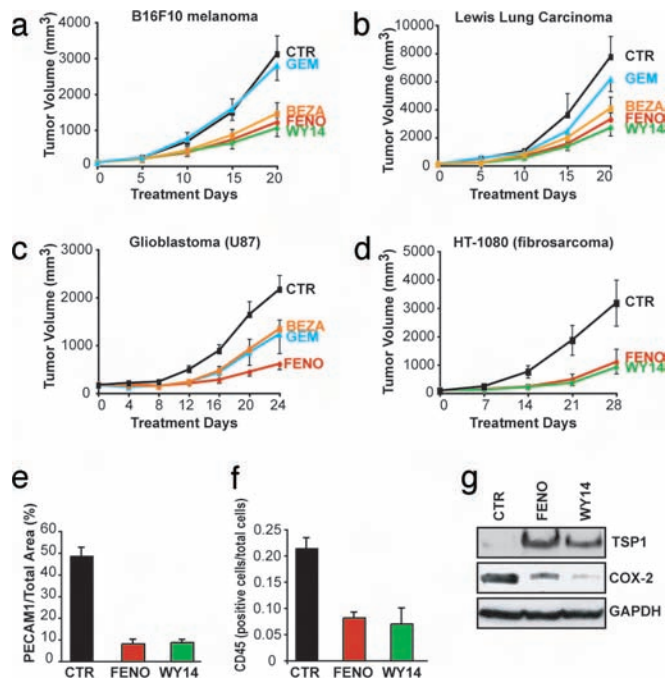 a
B16F10 melanoma
Tumor Volume (mm³)
4000
3000
2000
1000
0
0 5 10 15 20
Treatment Days
CTR
GEM
BEZA
FENO
WY14
b
Lewis Lung Carcinoma
Tumor Volume (mm³)
10000
8000
6000
4000
2000
0
0 5 10 15 20
Treatment Days
CTR
GEM
BEZA
FENO
WY14
c
Glioblastoma (U87)
Tumor Volume (mm³)
3000
2000
1000
0
0 4 8 12 16 20 24
Treatment Days
CTR
BEZA
GEM
FENO
d
HT-1080 (fibrosarcoma)
Tumor Volume (mm³)
5000
4000
3000
2000
1000
0
0 7 14 21 28
Treatment Days
CTR
FENO
WY14
e
PECAM1/Total Area (%)
60
50
40
30
20
10
0
CTR FENO WY14
f
CD45 (positive cells/total cells)
0.25
0.20
0.15
0.10
0.05
0
CTR FENO WY14
g
CTR FENO WY14
TSP1
COX-2
GAPDH